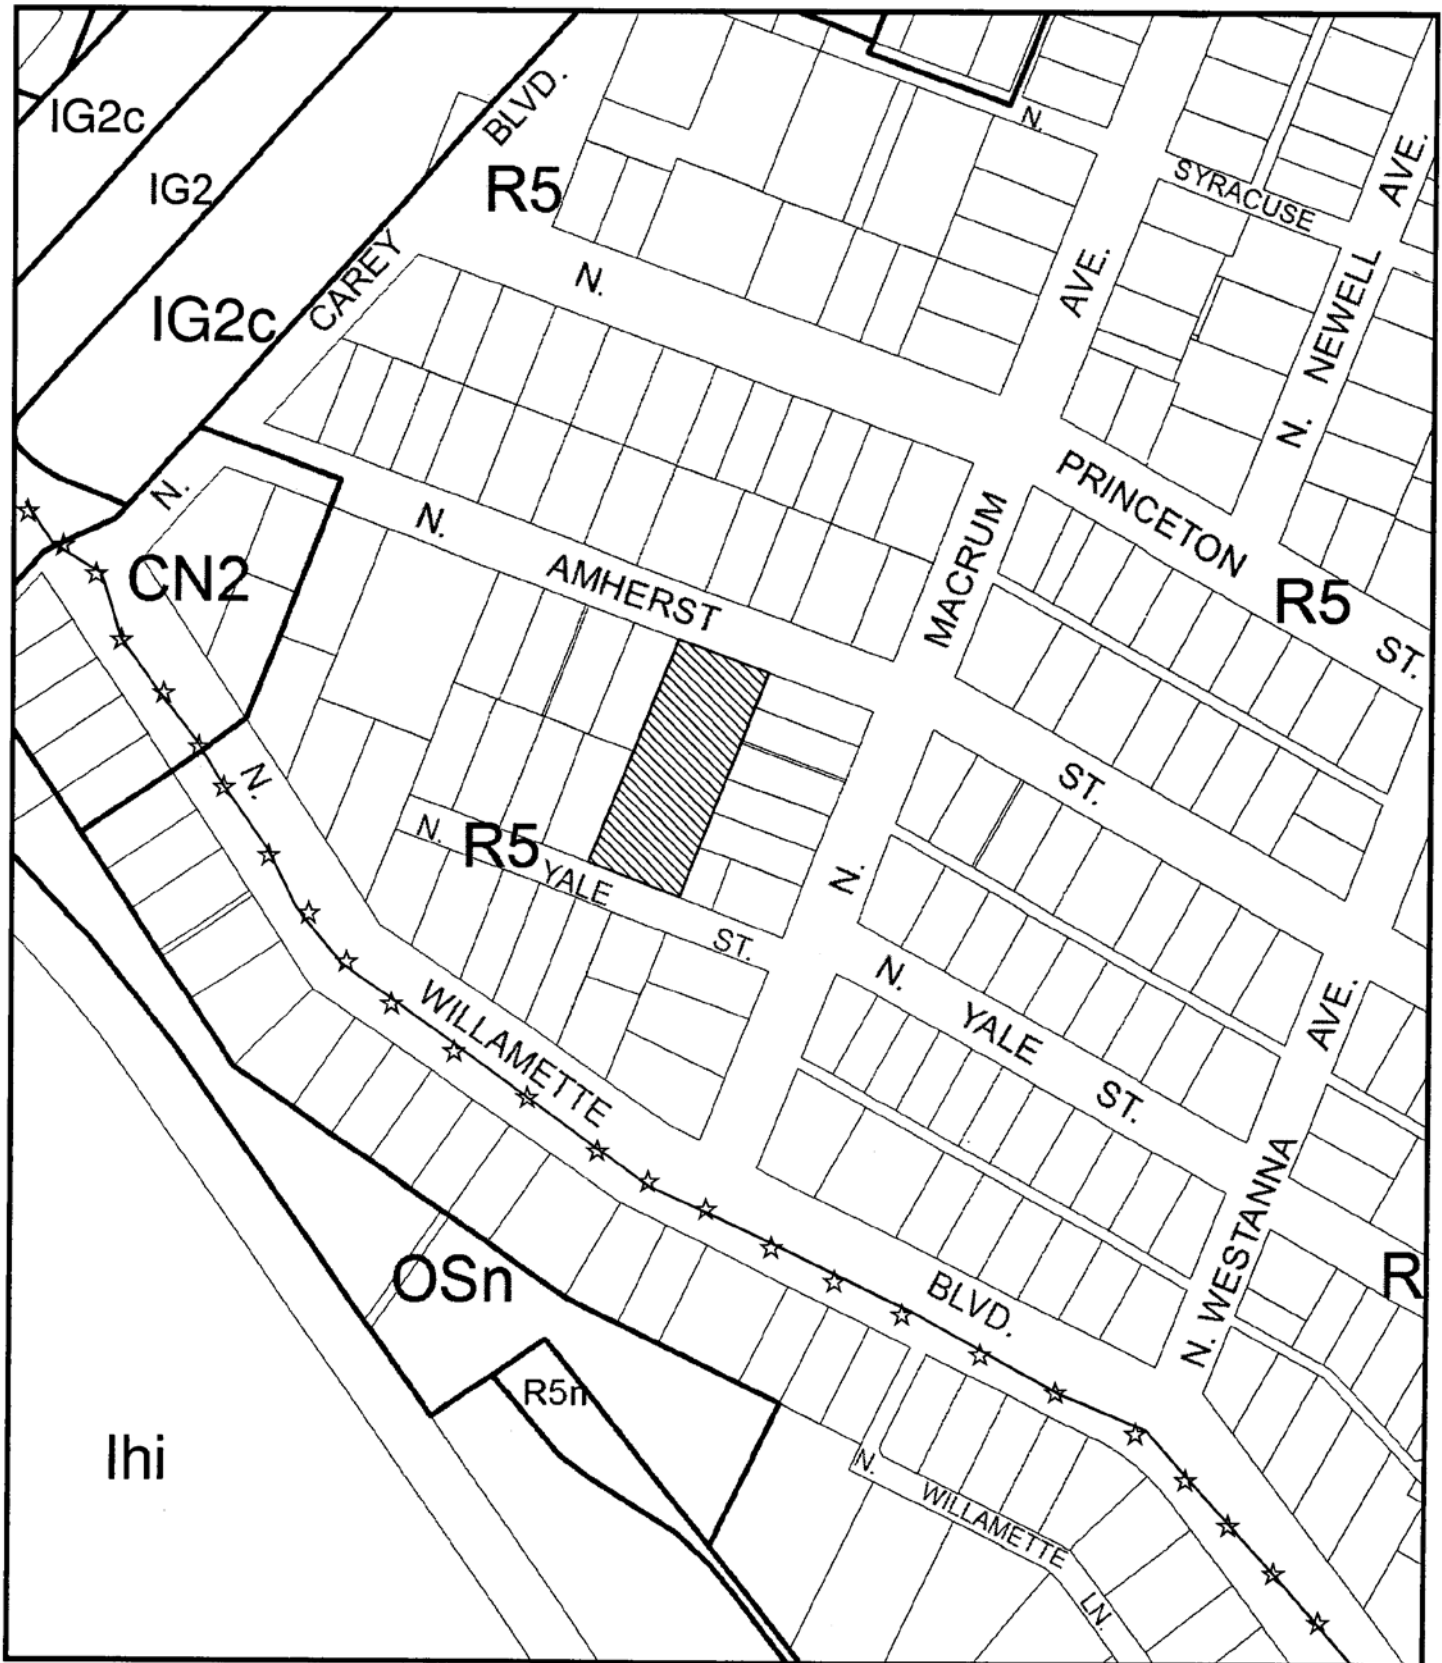 IG2c
IG2
IG2c
BLVD.
CAREY
N.
R5
N.
N.
SYRACUSE
AVE.
AVE.
NEWELL
N.
PRINCETON
ST.
R5
MACRUM
N.
AMHERST
ST.
CN2
N.
N.
R5
YALE
ST.
N.
N.
YALE
ST.
AVE.
N. WESTANNA
WILLAMETTE
BLVD.
R
OSn
R5n
Ihi
N.
WILLAMETTE
LN.